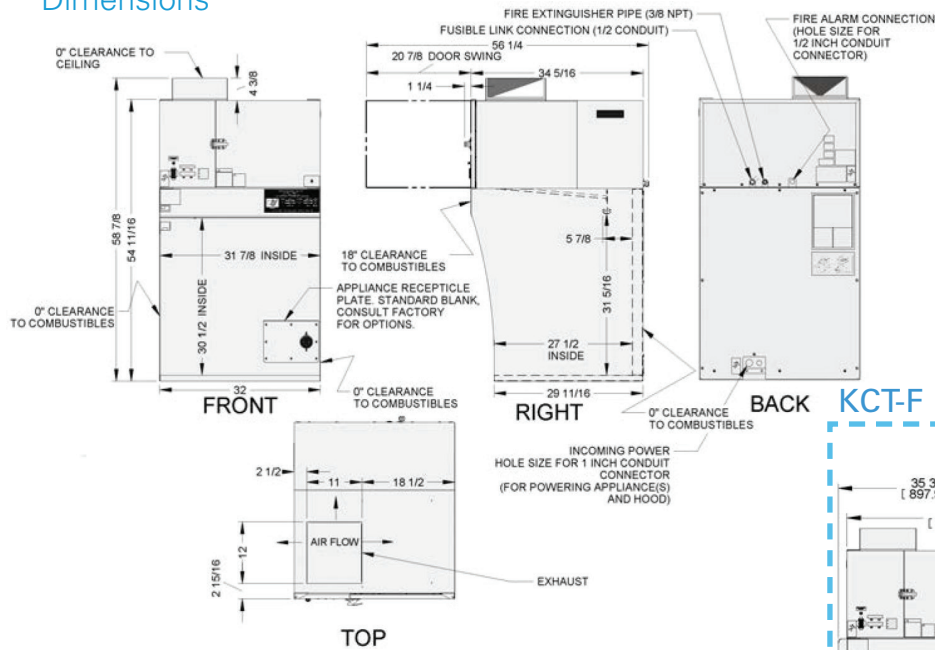 Dimensions
0" CLEARANCE TO
CEILING
4 3/8
58 7/8
54 11/16
31 7/8 INSIDE
30 1/2 INSIDE
0" CLEARANCE
TO COMBUSTIBLES
32
FRONT
0" CLEARANCE
TO COMBUSTIBLES
APPLIANCE RECEPTICLE
PLATE. STANDARD BLANK,
CONSULT FACTORY
FOR OPTIONS.
18" CLEARANCE
TO COMBUSTIBLES
FIRE EXTINGUISHER PIPE (3/8 NPT)
FUSIBLE LINK CONNECTION (1/2 CONDUIT)
56 1/4
20 7/8 DOOR SWING
34 5/16
1 1/4
5 7/8
31 5/16
27 1/2
INSIDE
29 11/16
RIGHT
0" CLEARANCE
TO COMBUSTIBLES
FIRE ALARM CONNECTION
(HOLE SIZE FOR
1/2 INCH CONDUIT
CONNECTOR)
BACK
INCOMING POWER
HOLE SIZE FOR 1 INCH CONDUIT
CONNECTOR
(FOR POWERING APPLIANCE(S)
AND HOOD)
2 1/2
11
18 1/2
AIR FLOW
12
2 15/16
EXHAUST
TOP
KCT-F
35 3
[ 897.
[